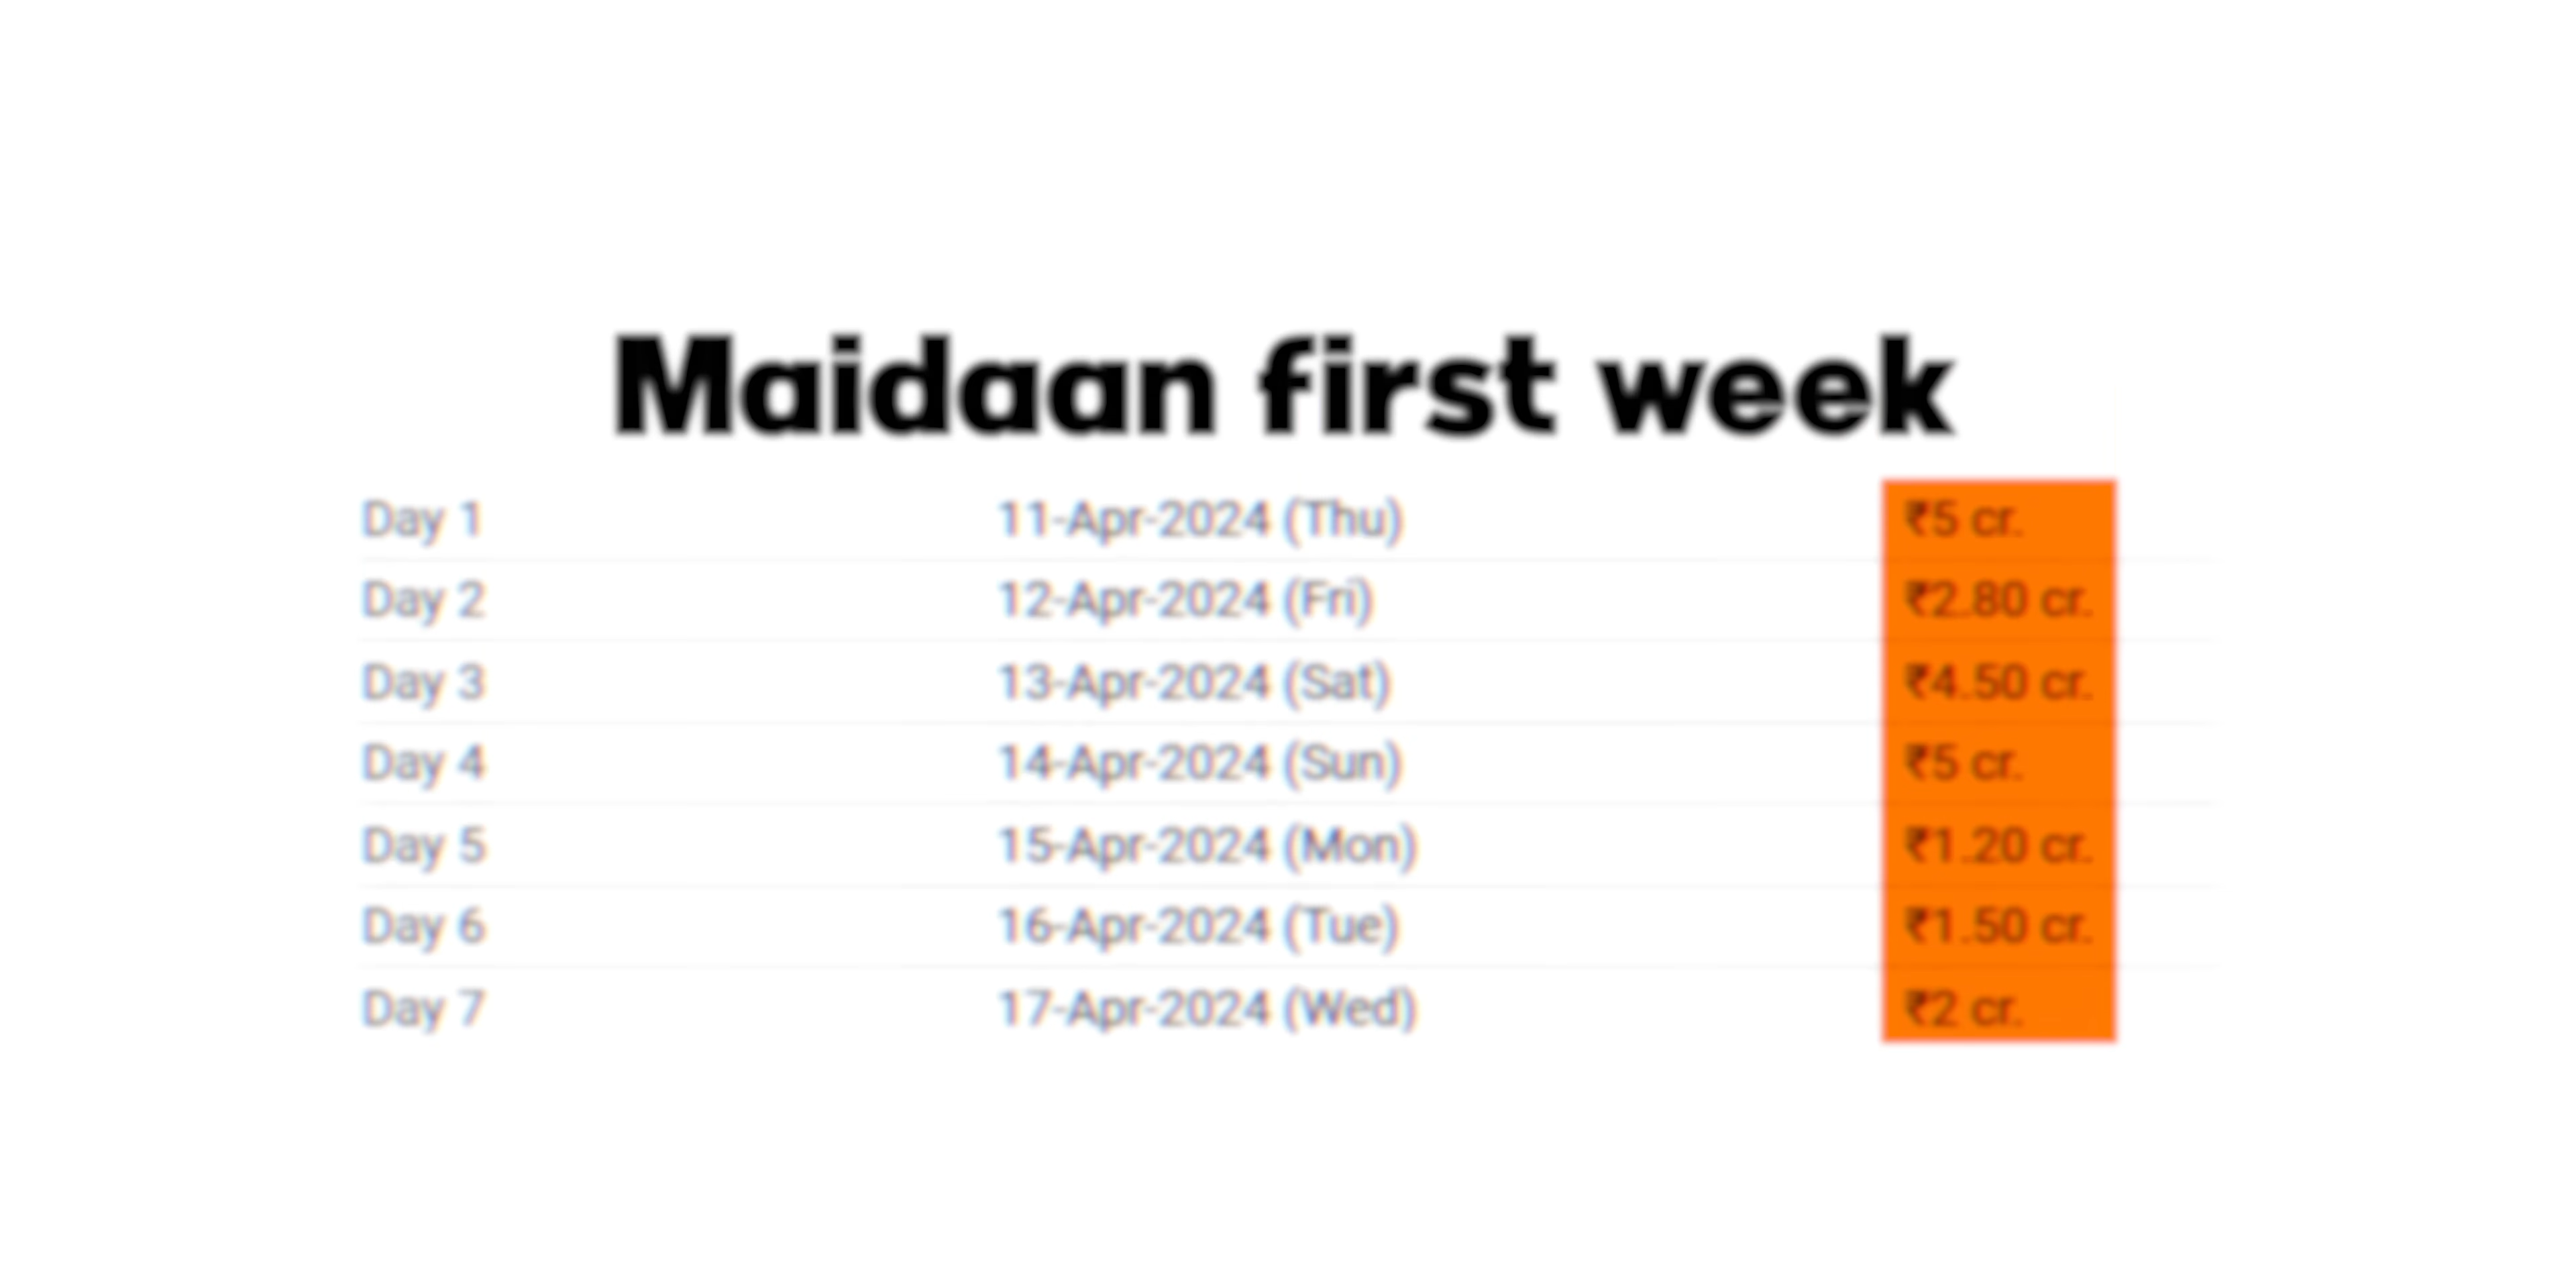 Maidaan first week
Day 1 11-Apr-2024 (Thu) ₹5 cr.
Day 2 12-Apr-2024 (Fri) ₹2.80 cr.
Day 3 13-Apr-2024 (Sat) ₹4.50 cr.
Day 4 14-Apr-2024 (Sun) ₹5 cr.
Day 5 15-Apr-2024 (Mon) ₹1.20 cr.
Day 6 16-Apr-2024 (Tue) ₹1.50 cr.
Day 7 17-Apr-2024 (Wed) ₹2 cr.